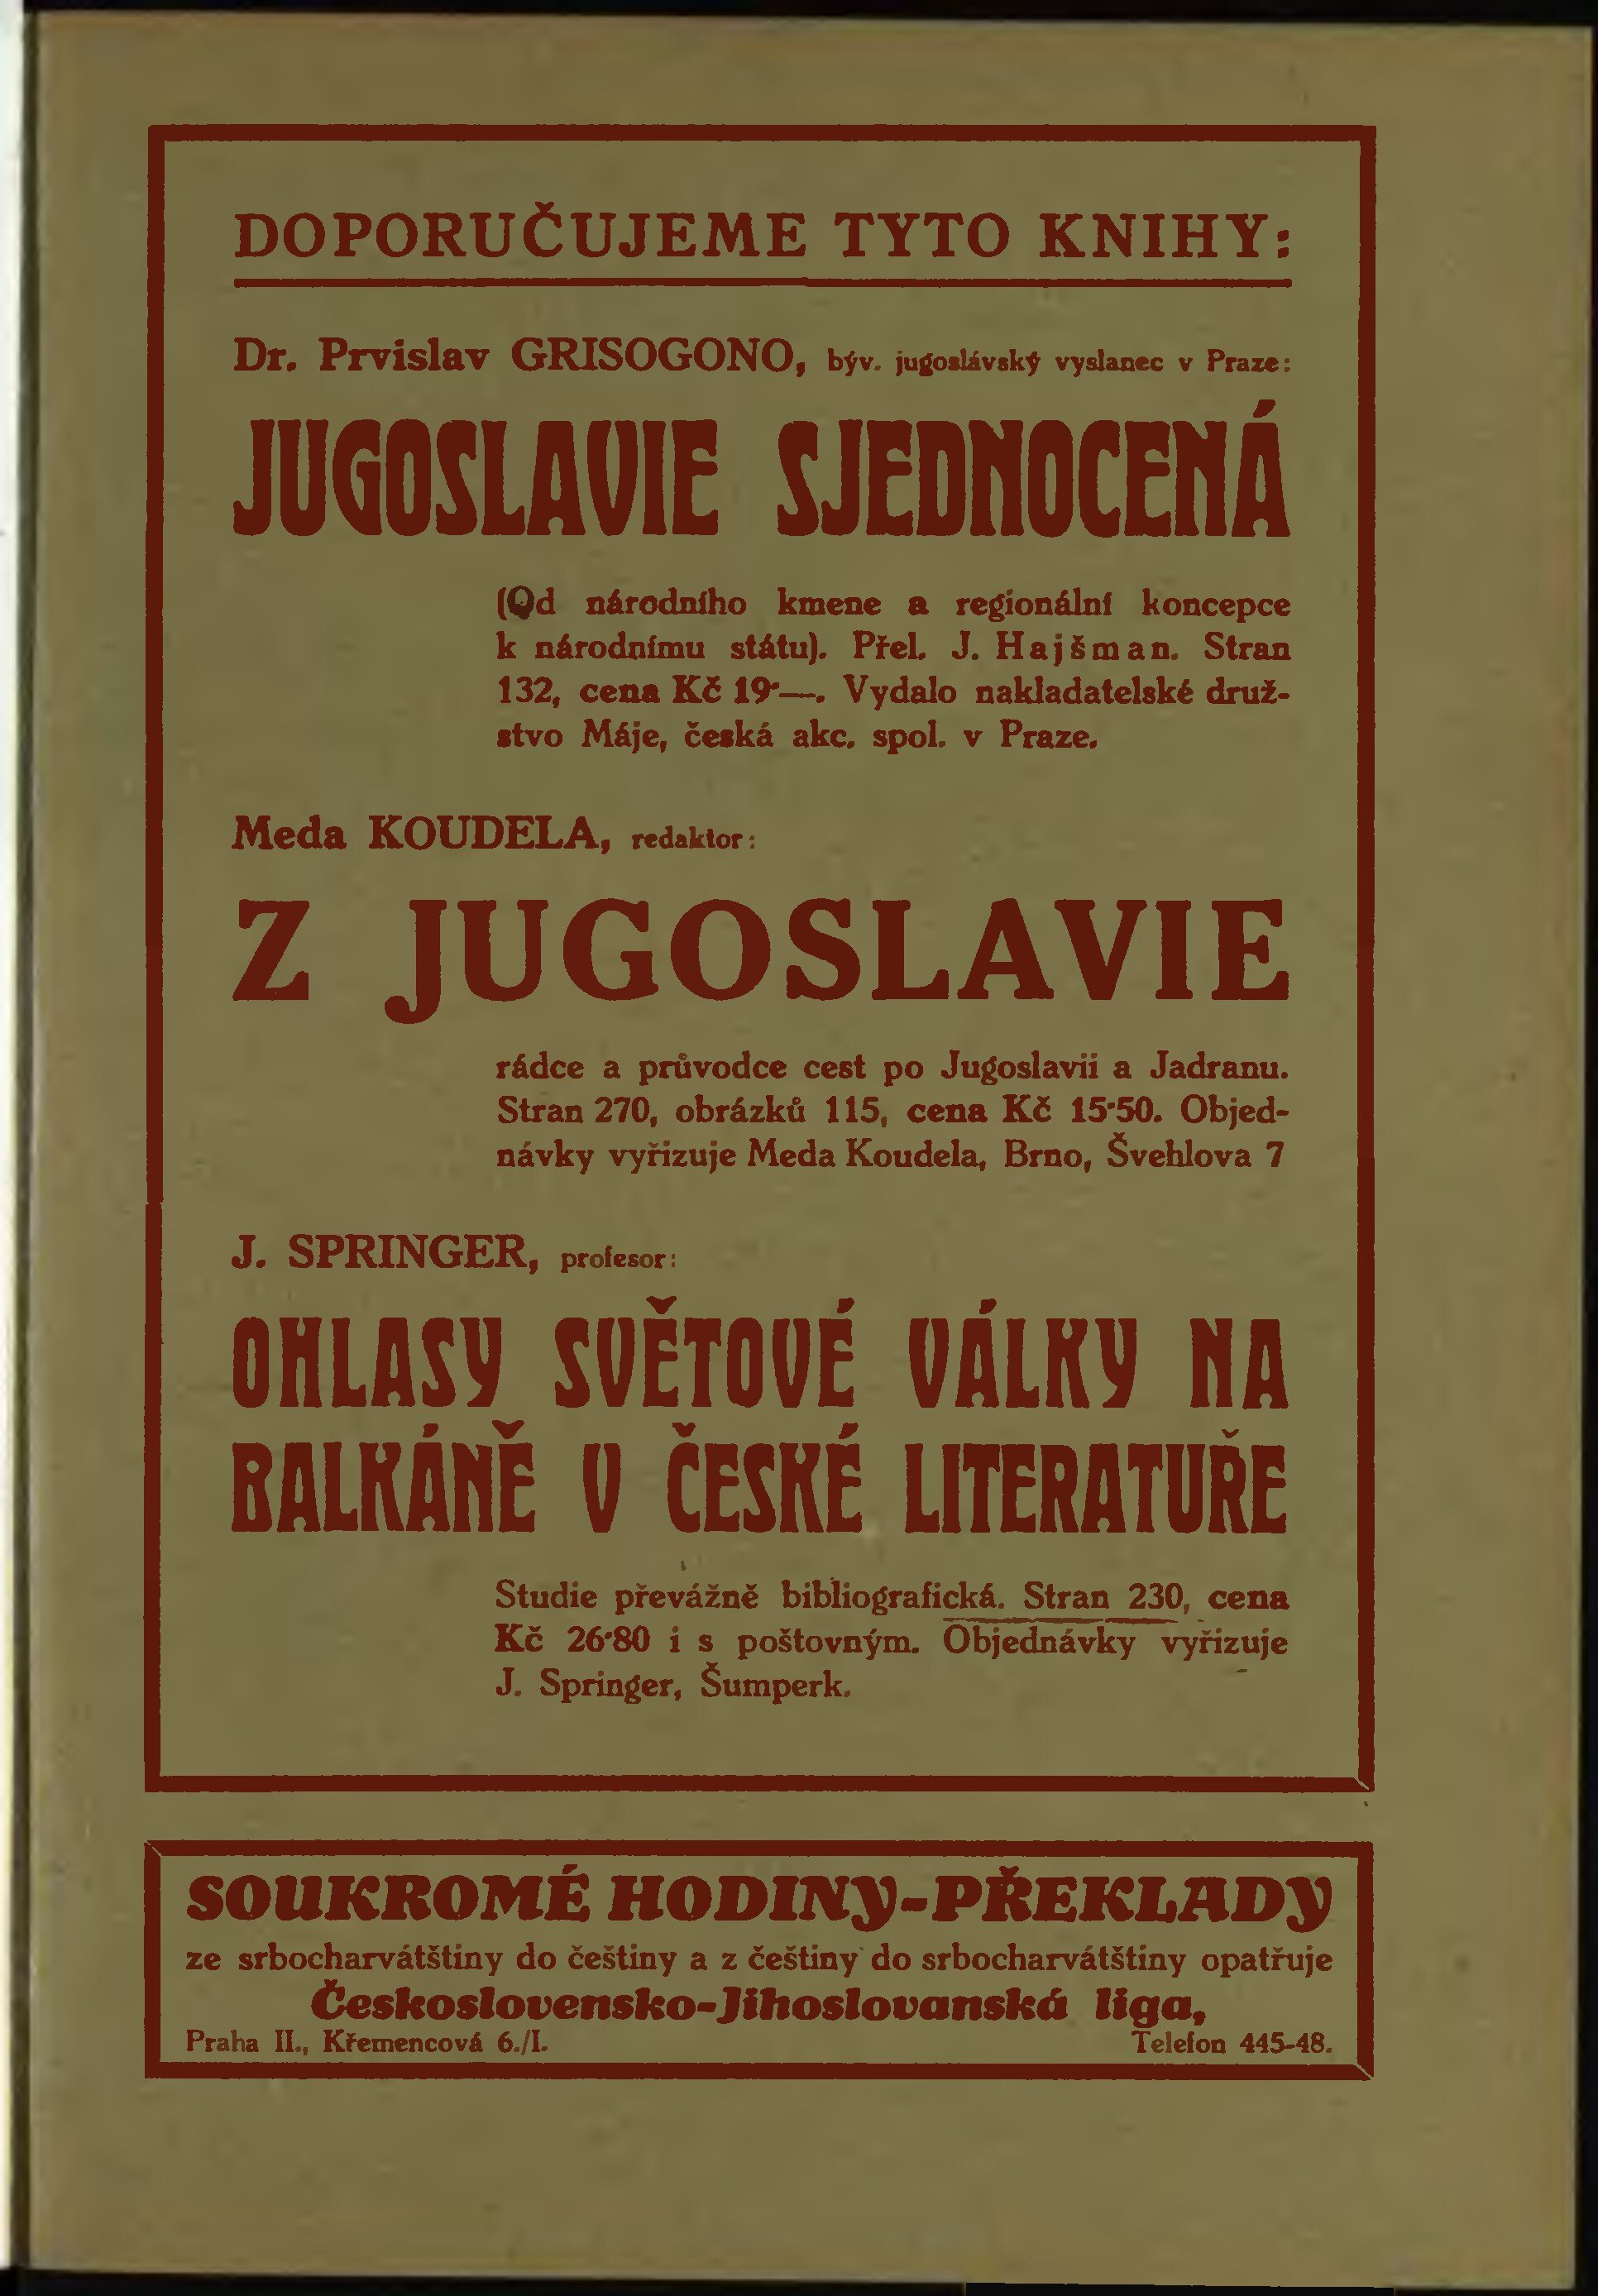 DOPORUČUJEME TYTO KNIHY:
Dr. Prvislav GRISOGONO, býv. jugoslávský vyslanec v Praze:
JUGOSLAVIE SJEDNOCENÁ
(Od národního kmene a regionální koncepce
k národnímu státu). Přel. J. Hajšman. Stran
132, cena Kč 19·—. Vydalo nakladatelské druž-
stvo Máje, česká akc. spol. v Praze.
Meda KOUDELA, redaktor:
Z JUGOSLAVIE
rádce a průvodce cest po Jugoslavii a Jadranu.
Stran 270, obrázků 115, cena Kč 15·50. Objed-
návky vyřizuje Meda Koudela, Brno, Švehlova 7
J. SPRINGER, profesor:
OHLASY SVĚTOVÉ VÁLKY NA
BALKÁNĚ V ČESKÉ LITERATUŘE
Studie převážně bibliografická. Stran 230, cena
Kč 26·80 i s poštovným. Objednávky vyřizuje
J. Springer, Šumperk.
SOUKROMÉ HODINY-PŘEKLADY
ze srbocharvátštiny do češtiny a z češtiny do srbocharvátštiny opatřuje
Československo-Jihoslovanská liga,
Praha II., Křemencová 6./I. Telefon 445-48.